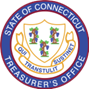 STATE OF CONNECTICUT
QUI TRANSTULIT SUSTINET
TREASURER'S OFFICE